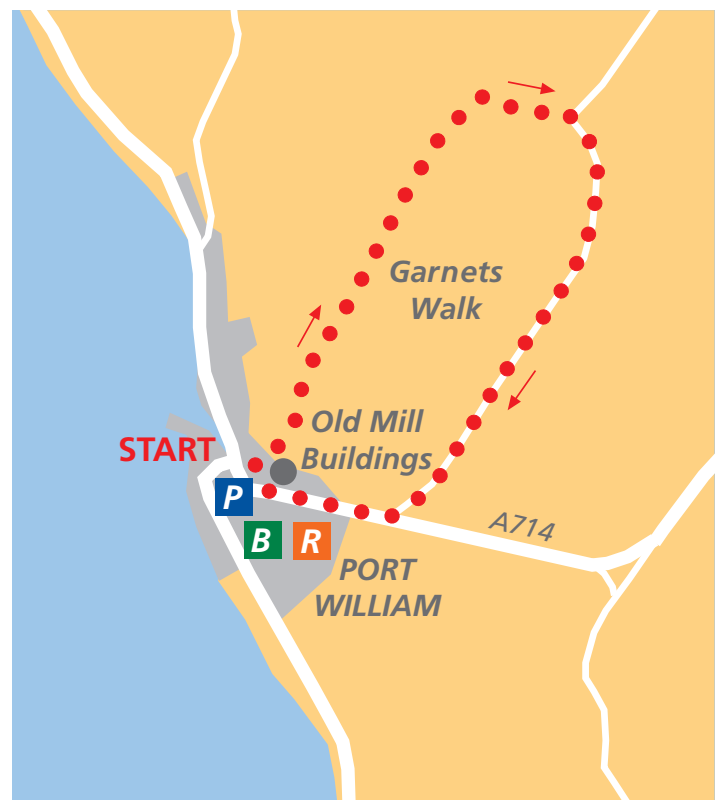 Garnets
Walk
Old Mill
Buildings
START
P
B
R
A714
PORT
WILLIAM